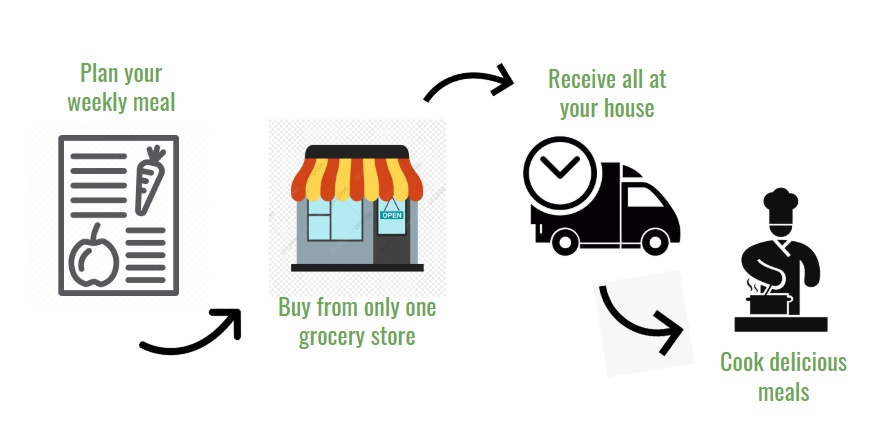 Plan your
weekly meal
OPEN
Buy from only one
grocery store
Receive all at
your house
Cook delicious
meals